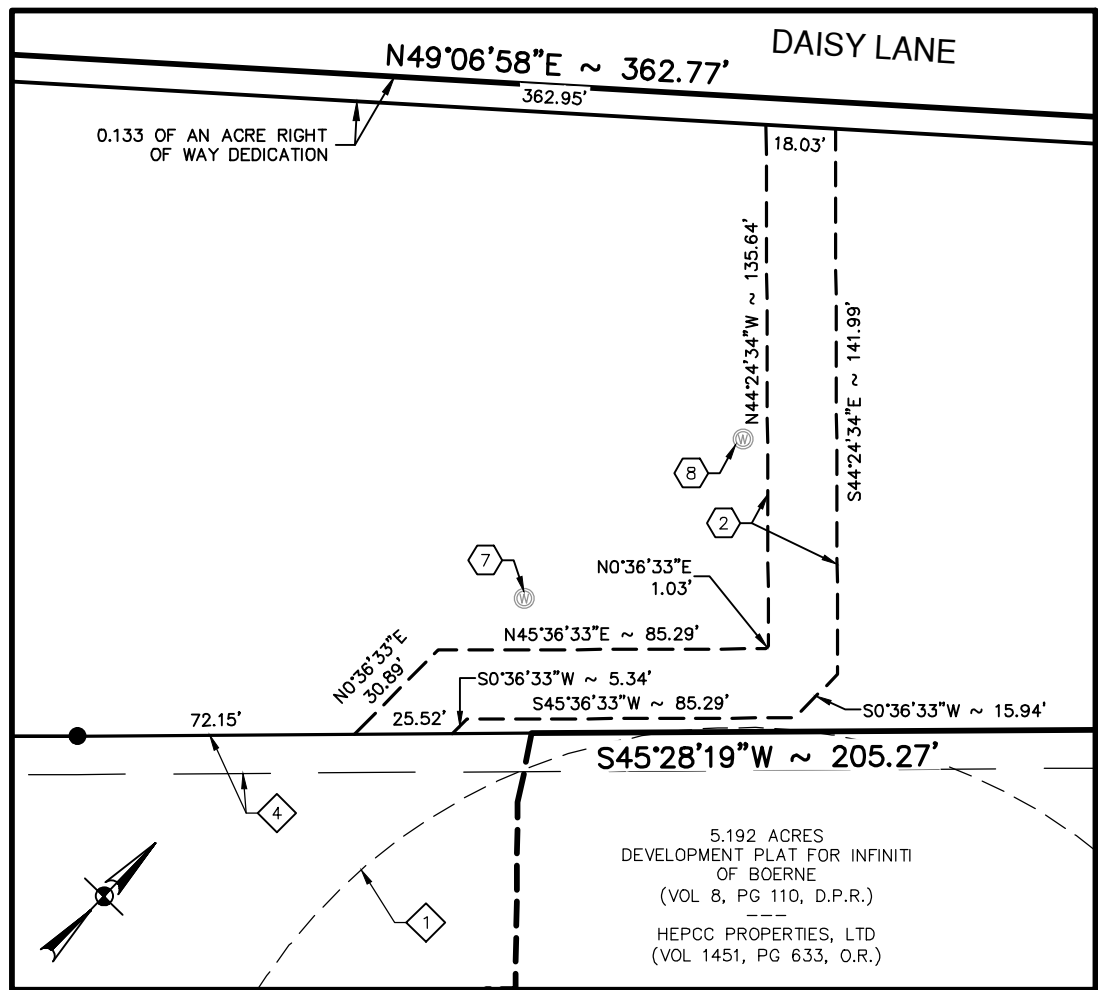 DAISY LANE
N49°06'58"E ~ 362.77'
362.95'
0.133 OF AN ACRE RIGHT
OF WAY DEDICATION
18.03'
N44°24'34"W ~ 135.64'
S44°24'34"E ~ 141.99'
W
8
2
7
W
N0°36'33"E
1.03'
N45°36'33"E ~ 85.29'
N0°36'33"E
30.89'
S0°36'33"W ~ 5.34'
S45°36'33"W ~ 85.29'
S0°36'33"W ~ 15.94'
72.15'
25.52'
S45°28'19"W ~ 205.27'
4
1
5.192 ACRES
DEVELOPMENT PLAT FOR INFINITI
OF BOERNE
(VOL 8, PG 110, D.P.R.)
---
HEPCC PROPERTIES, LTD
(VOL 1451, PG 633, O.R.)